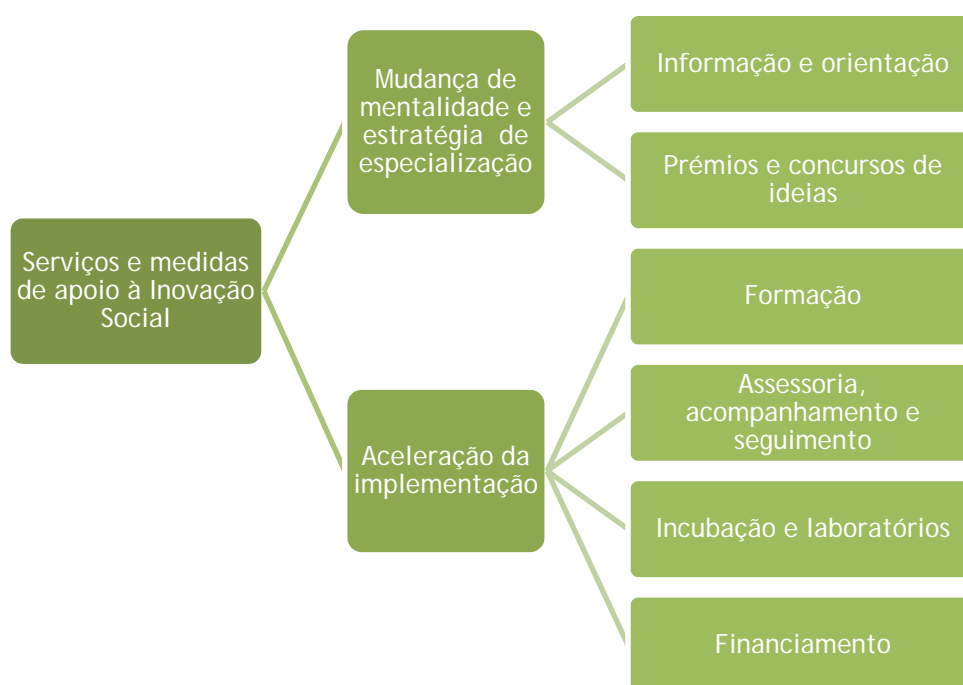 Serviços e medidas
de apoio à Inovação
Social
Mudança de
mentalidade e
estratégia de
especialização
Informação e orientação
Prémios e concursos de
ideias
Aceleração da
implementação
Formação
Assessoria,
acompanhamento e
seguimento
Incubação e laboratórios
Financiamento